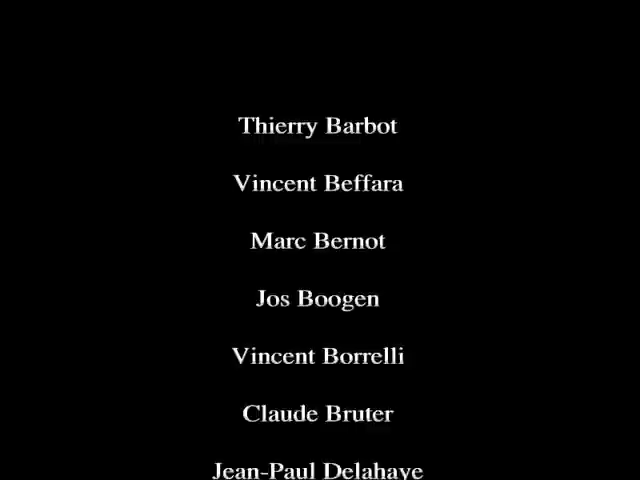 Thierry Barbot
Vincent Beffara
Marc Bernot
Jos Boogen
Vincent Borrelli
Claude Bruter
Jean-Paul Delahaye